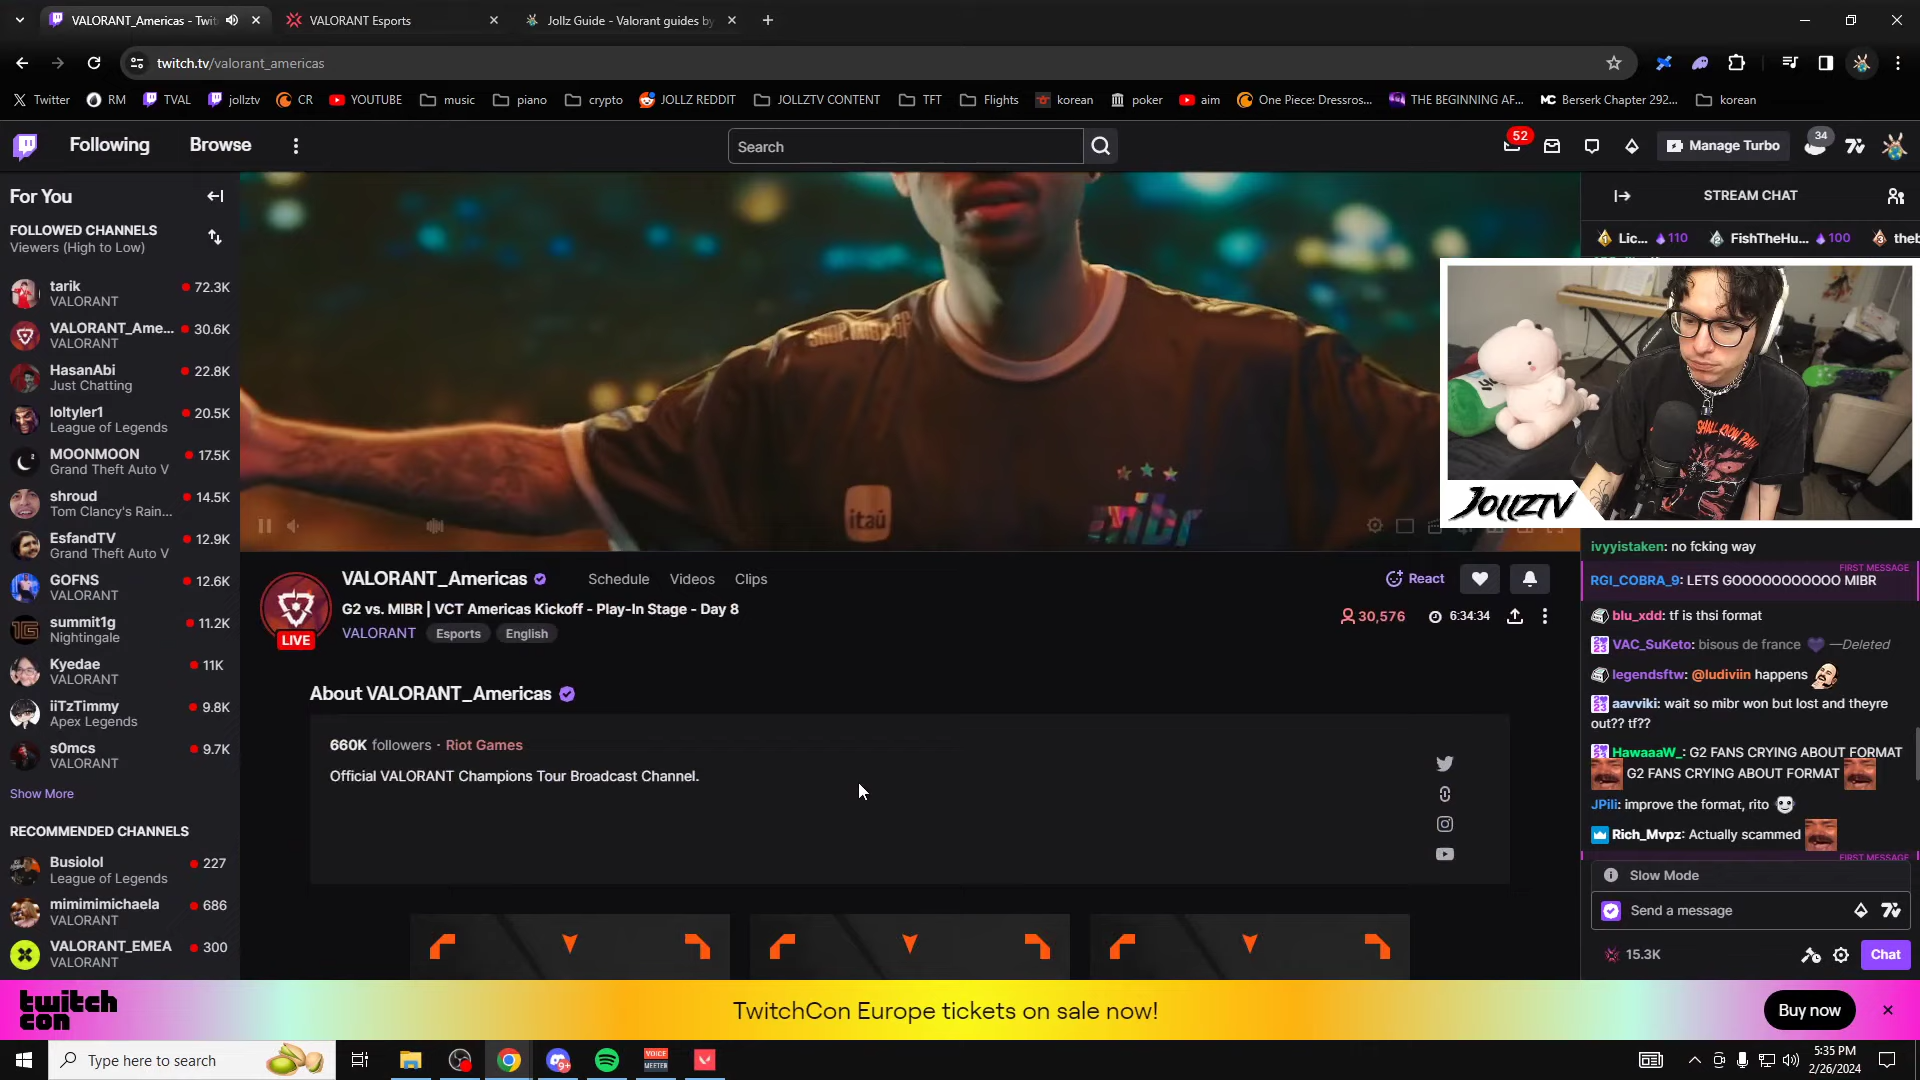 VALORANT_Americas - Twit
VALORANT Esports
Jollz Guide - Valorant guides by
twitch.tv/valorant_americas
Twitter
RM
TVAL
jollztv
CR
YOUTUBE
music
piano
crypto
JOLLZ REDDIT
JOLLZTV CONTENT
TFT
Flights
korean
poker
aim
One Piece: Dressros...
THE BEGINNING AF...
Berserk Chapter 292...
korean
Following
Browse
Search
52
Manage Turbo
34
For You
FOLLOWED CHANNELS
Viewers (High to Low)
tarik
72.3K
VALORANT
VALORANT_Ame...
30.6K
VALORANT
HasanAbi
22.8K
Just Chatting
loltyler1
20.5K
League of Legends
MOONMOON
17.5K
Grand Theft Auto V
shroud
14.5K
Tom Clancy's Rain...
EsfandTV
12.9K
Grand Theft Auto V
GOFNS
12.6K
VALORANT
summit1g
11.2K
Nightingale
Kyedae
11K
VALORANT
iiTzTimmy
9.8K
Apex Legends
s0mcs
9.7K
VALORANT
Show More
RECOMMENDED CHANNELS
Busiolol
227
League of Legends
mimimimichaela
686
VALORANT
VALORANT_EMEA
300
VALORANT
itaú
mibr
VALORANT_Americas
Schedule
Videos
Clips
React
G2 vs. MIBR | VCT Americas Kickoff - Play-In Stage - Day 8
VALORANT
Esports
English
LIVE
30,576
6:34:34
About VALORANT_Americas
660K followers · Riot Games
Official VALORANT Champions Tour Broadcast Channel.
STREAM CHAT
Lic...
110
FishTheHu...
100
theb
SHALL KNOW PAIN
JOLLZTV
ivyyistaken: no fcking way
FIRST MESSAGE
RGI_COBRA_9: LETS GOOOOOOOOOOO MIBR
blu_xdd: tf is thsi format
VAC_SuKeto: bisous de france —Deleted
legendsftw: @ludiviin happens
aavviki: wait so mibr won but lost and theyre
out?? tf??
HawaaaW_: G2 FANS CRYING ABOUT FORMAT
G2 FANS CRYING ABOUT FORMAT
JPili: improve the format, rito
Rich_Mvpz: Actually scammed
FIRST MESSAGE
Slow Mode
Send a message
15.3K
Chat
twitch
con
TwitchCon Europe tickets on sale now!
Buy now
Type here to search
VOICE
MEETER
5:35 PM
2/26/2024